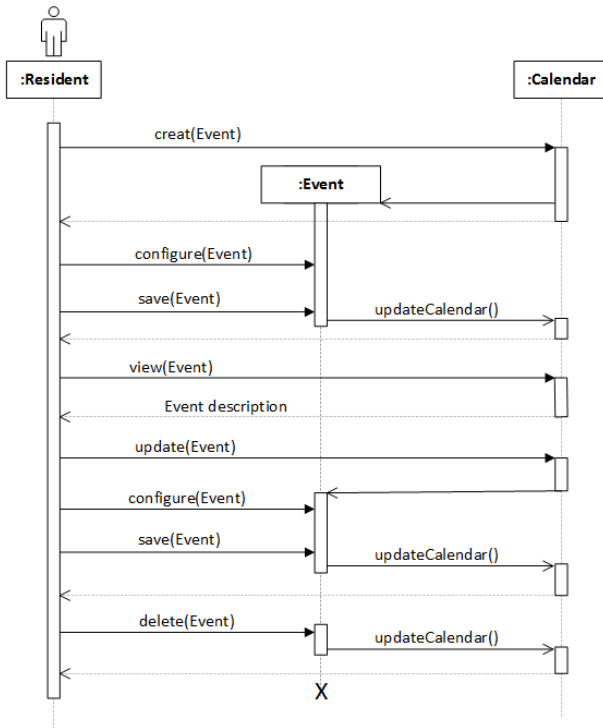 :Resident
:Calendar
creat(Event)
:Event
configure(Event)
save(Event)
updateCalendar()
view(Event)
Event description
update(Event)
configure(Event)
save(Event)
updateCalendar()
delete(Event)
updateCalendar()
X